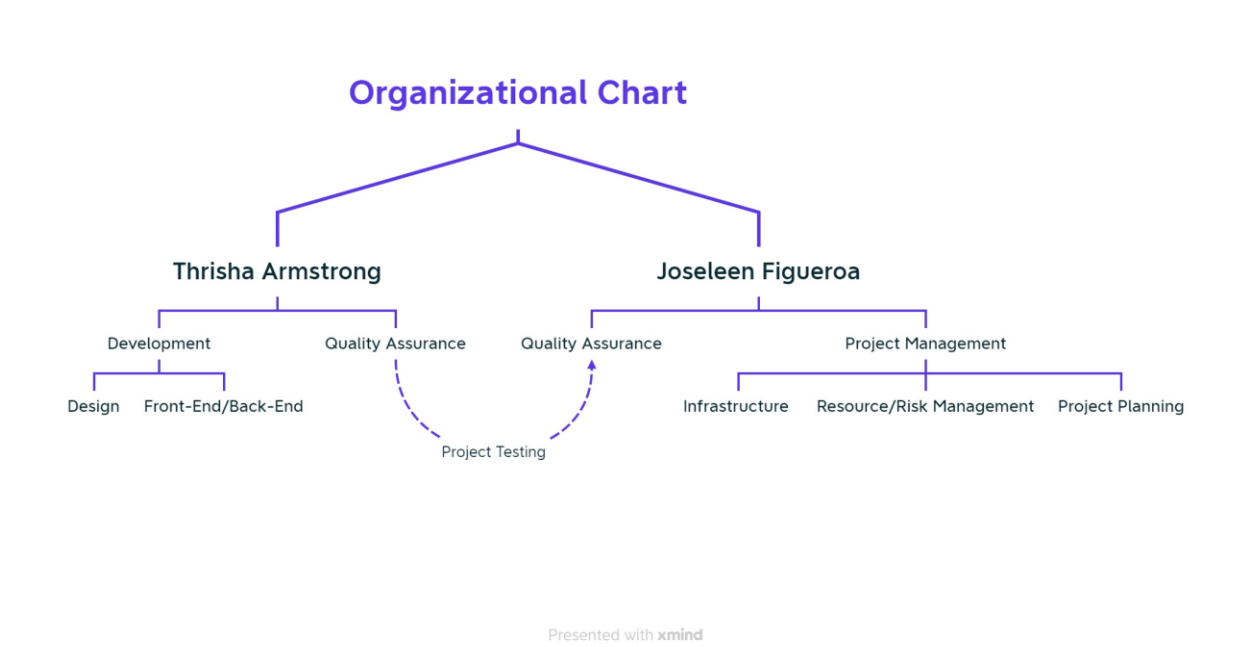 Organizational Chart
Thrisha Armstrong
Joseleen Figueroa
Development
Quality Assurance
Quality Assurance
Project Management
Design
Front-End/Back-End
Infrastructure
Resource/Risk Management
Project Planning
Project Testing
Presented with xmind